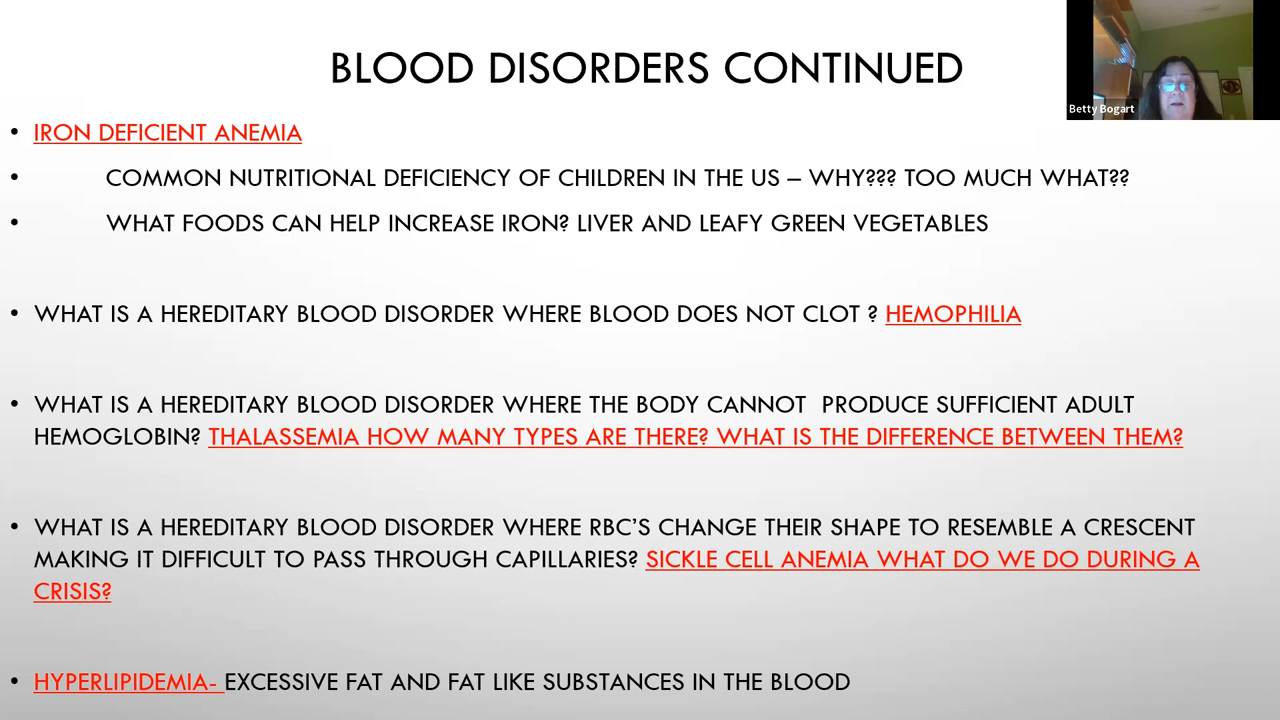 BLOOD DISORDERS CONTINUED
Betty Bogart
• IRON DEFICIENT ANEMIA
• COMMON NUTRITIONAL DEFICIENCY OF CHILDREN IN THE US – WHY??? TOO MUCH WHAT??
• WHAT FOODS CAN HELP INCREASE IRON? LIVER AND LEAFY GREEN VEGETABLES
• WHAT IS A HEREDITARY BLOOD DISORDER WHERE BLOOD DOES NOT CLOT ? HEMOPHILIA
• WHAT IS A HEREDITARY BLOOD DISORDER WHERE THE BODY CANNOT PRODUCE SUFFICIENT ADULT
HEMOGLOBIN? THALASSEMIA HOW MANY TYPES ARE THERE? WHAT IS THE DIFFERENCE BETWEEN THEM?
• WHAT IS A HEREDITARY BLOOD DISORDER WHERE RBC’S CHANGE THEIR SHAPE TO RESEMBLE A CRESCENT
MAKING IT DIFFICULT TO PASS THROUGH CAPILLARIES? SICKLE CELL ANEMIA WHAT DO WE DO DURING A
CRISIS?
• HYPERLIPIDEMIA- EXCESSIVE FAT AND FAT LIKE SUBSTANCES IN THE BLOOD